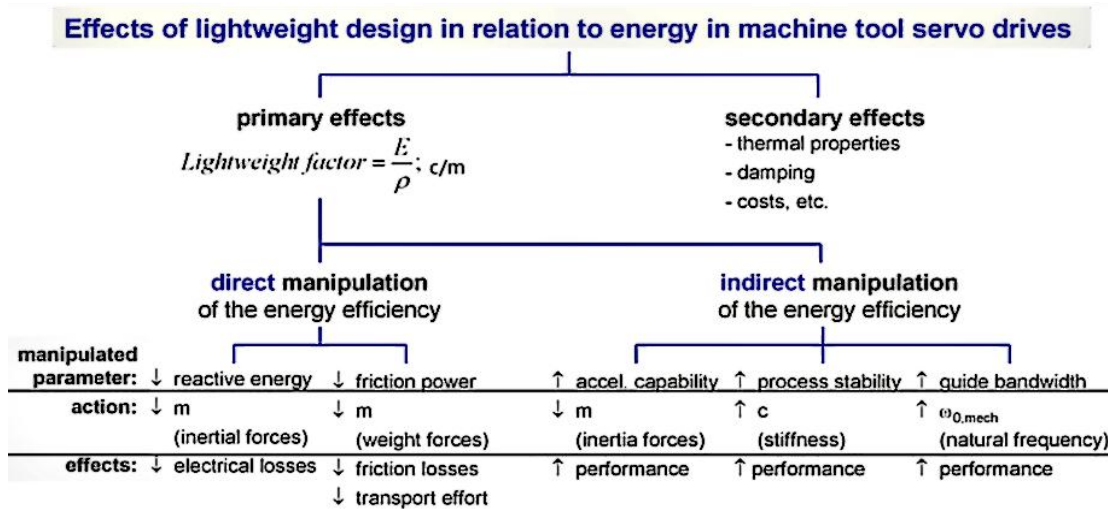 Effects of lightweight design in relation to energy in machine tool servo drives
primary effects
Lightweight factor = E/ρ; c/m
secondary effects
- thermal properties
- damping
- costs, etc.
direct manipulation
of the energy efficiency
indirect manipulation
of the energy efficiency
manipulated
parameter: ↓ reactive energy ↓ friction power ↑ accel. capability ↑ process stability ↑ guide bandwidth
action: ↓ m ↓ m ↓ m ↑ c ↑ ω0,mech
(inertial forces) (weight forces) (inertia forces) (stiffness) (natural frequency)
effects: ↓ electrical losses ↓ friction losses ↑ performance ↑ performance ↑ performance
↓ transport effort